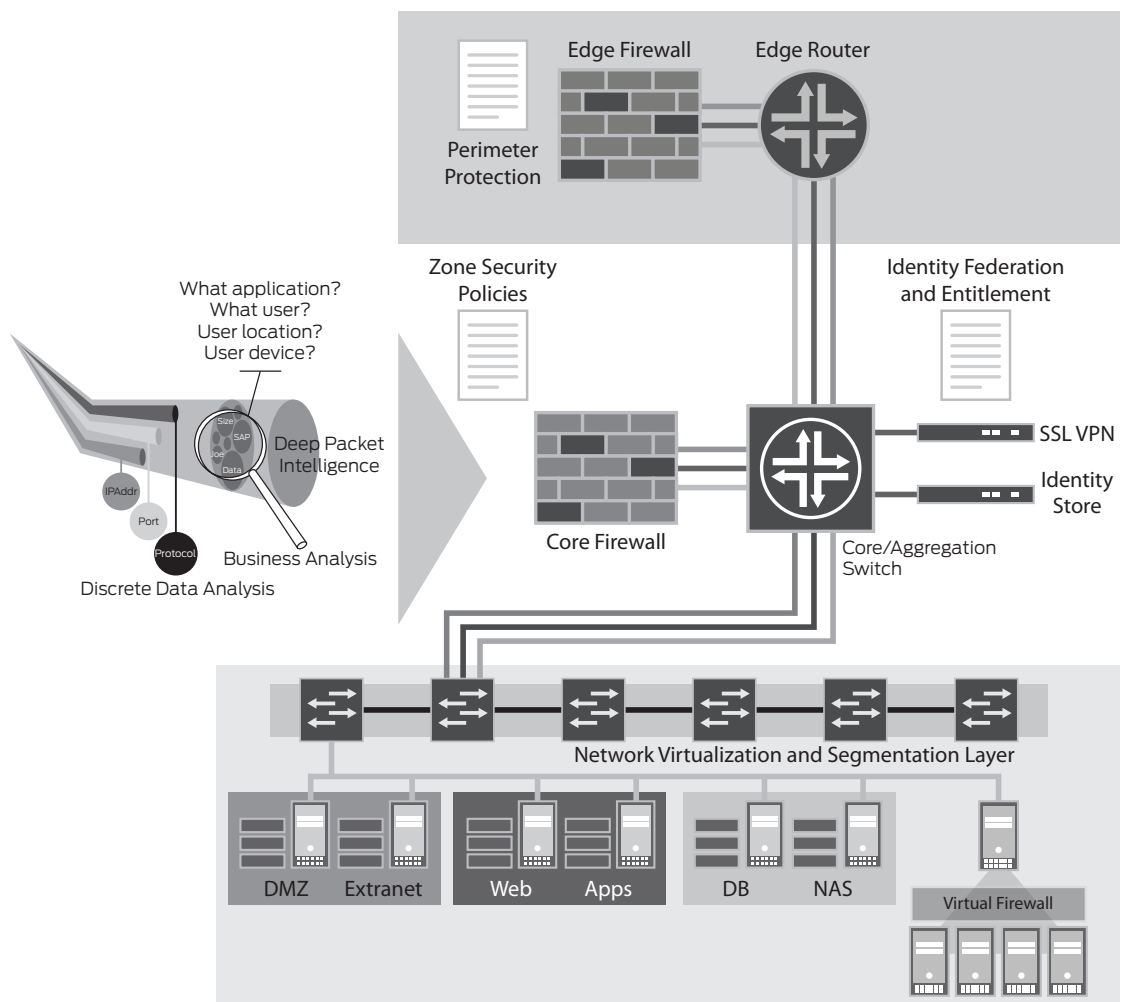 Edge Firewall
Edge Router
Perimeter
Protection
Zone Security
Policies
Identity Federation
and Entitlement
What application?
What user?
User location?
User device?
Size
SAP
Joe
Data
Deep Packet
Intelligence
IPAddr
Port
Protocol
Business Analysis
Discrete Data Analysis
SSL VPN
Identity
Store
Core Firewall
Core/Aggregation
Switch
Network Virtualization and Segmentation Layer
DMZ
Extranet
Web
Apps
DB
NAS
Virtual Firewall